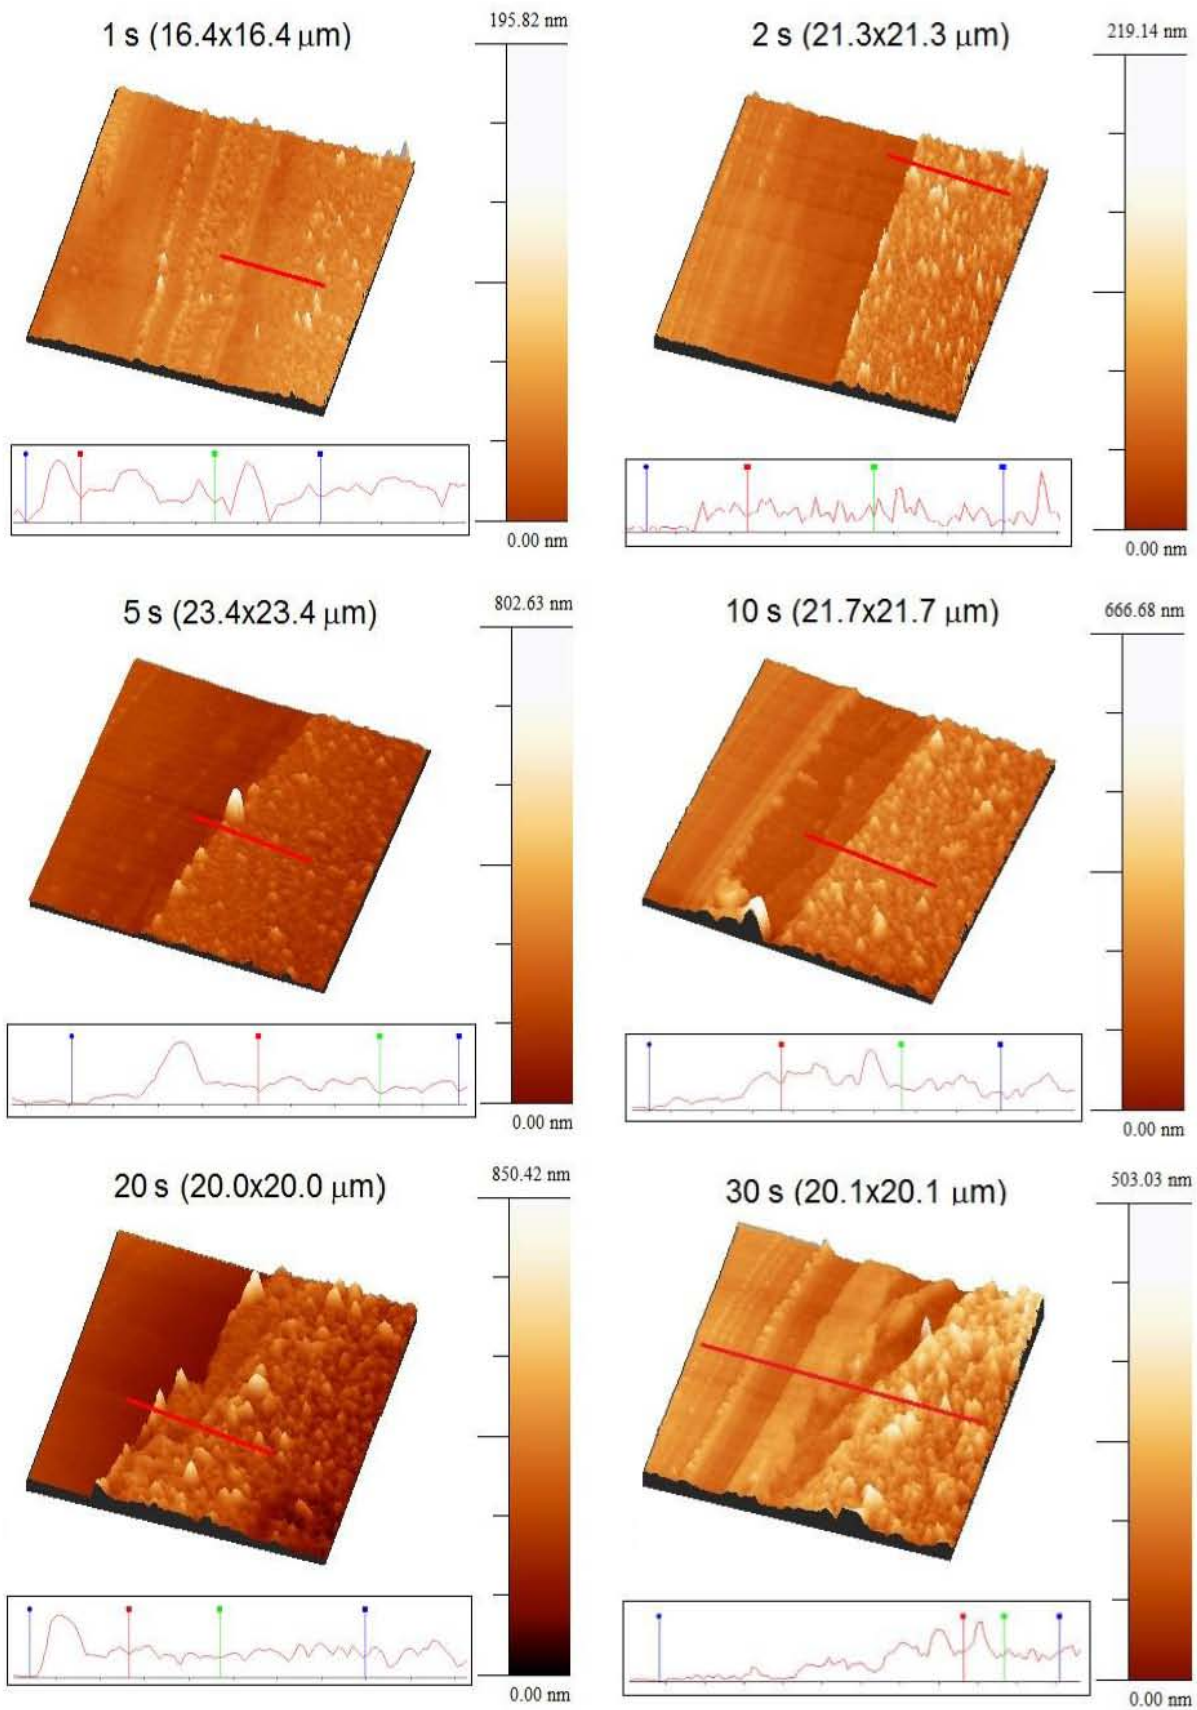 1 s (16.4x16.4 μm)
195.82 nm
0.00 nm
2 s (21.3x21.3 μm)
219.14 nm
0.00 nm
5 s (23.4x23.4 μm)
802.63 nm
0.00 nm
10 s (21.7x21.7 μm)
666.68 nm
0.00 nm
20 s (20.0x20.0 μm)
850.42 nm
0.00 nm
30 s (20.1x20.1 μm)
503.03 nm
0.00 nm